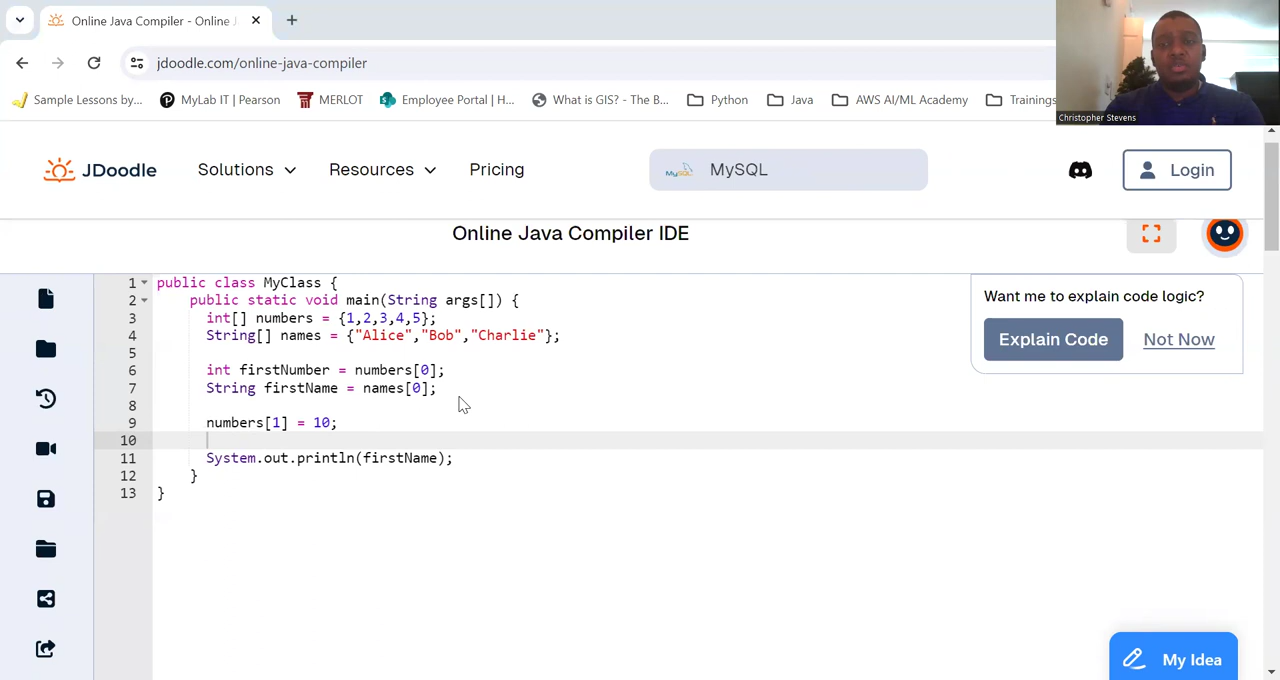 Online Java Compiler - Online J
jdoodle.com/online-java-compiler
Sample Lessons by... MyLab IT | Pearson MERLOT Employee Portal | H... What is GIS? - The B... Python Java AWS AI/ML Academy Trainings
Christopher Stevens
JDoodle Solutions Resources Pricing MySQL MySQL Login
Online Java Compiler IDE
1 public class MyClass {
2 public static void main(String args[]) {
3 int[] numbers = {1,2,3,4,5};
4 String[] names = {"Alice","Bob","Charlie"};
5
6 int firstNumber = numbers[0];
7 String firstName = names[0];
8
9 numbers[1] = 10;
10
11 System.out.println(firstName);
12 }
13 }
Want me to explain code logic?
Explain Code Not Now
My Idea